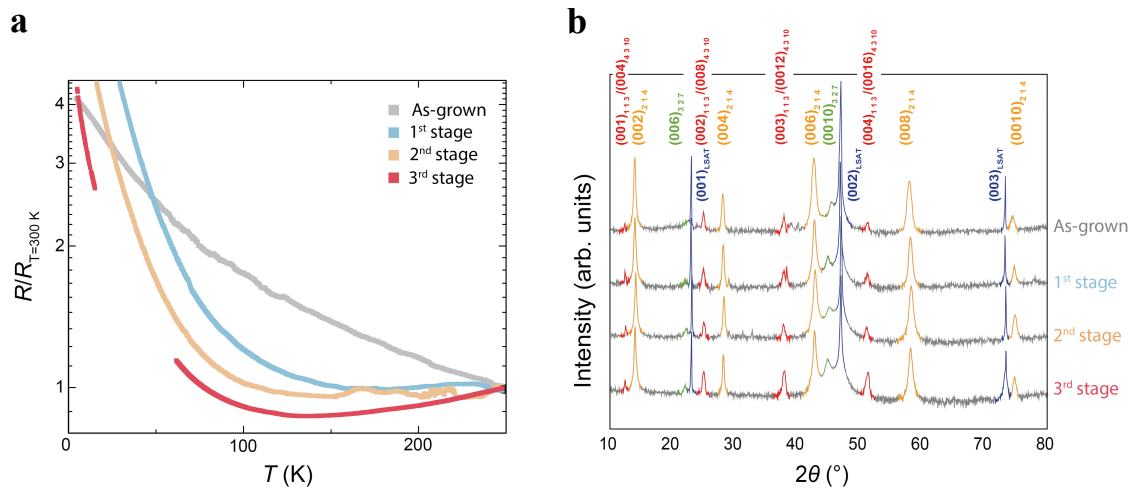 a
R/R T=300 K
4
3
2
1
0
100
200
T (K)
As-grown
1st stage
2nd stage
3rd stage
b
Intensity (arb. units)
(001)113/(004)4310
(002)214
(006)327
(002)113/(008)4310
(001)LSAT
(004)214
(003)113/(0012)4310
(006)214
(0010)327
(002)LSAT
(004)113/(0016)4310
(008)214
(003)LSAT
(0010)214
As-grown
1st stage
2nd stage
3rd stage
10
20
30
40
50
60
70
80
2θ (°)